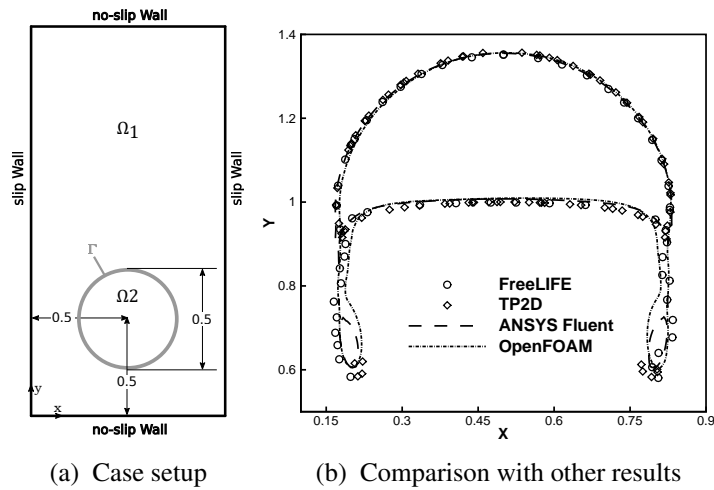 no-slip Wall
Ω1
slip Wall
slip Wall
Γ
Ω2
0.5
0.5
0.5
y
x
no-slip Wall
(a) Case setup
1.4
1.2
1
0.8
0.6
Y
FreeLIFE
TP2D
ANSYS Fluent
OpenFOAM
0.15 0.3 0.45 0.6 0.75 0.9
X
(b) Comparison with other results